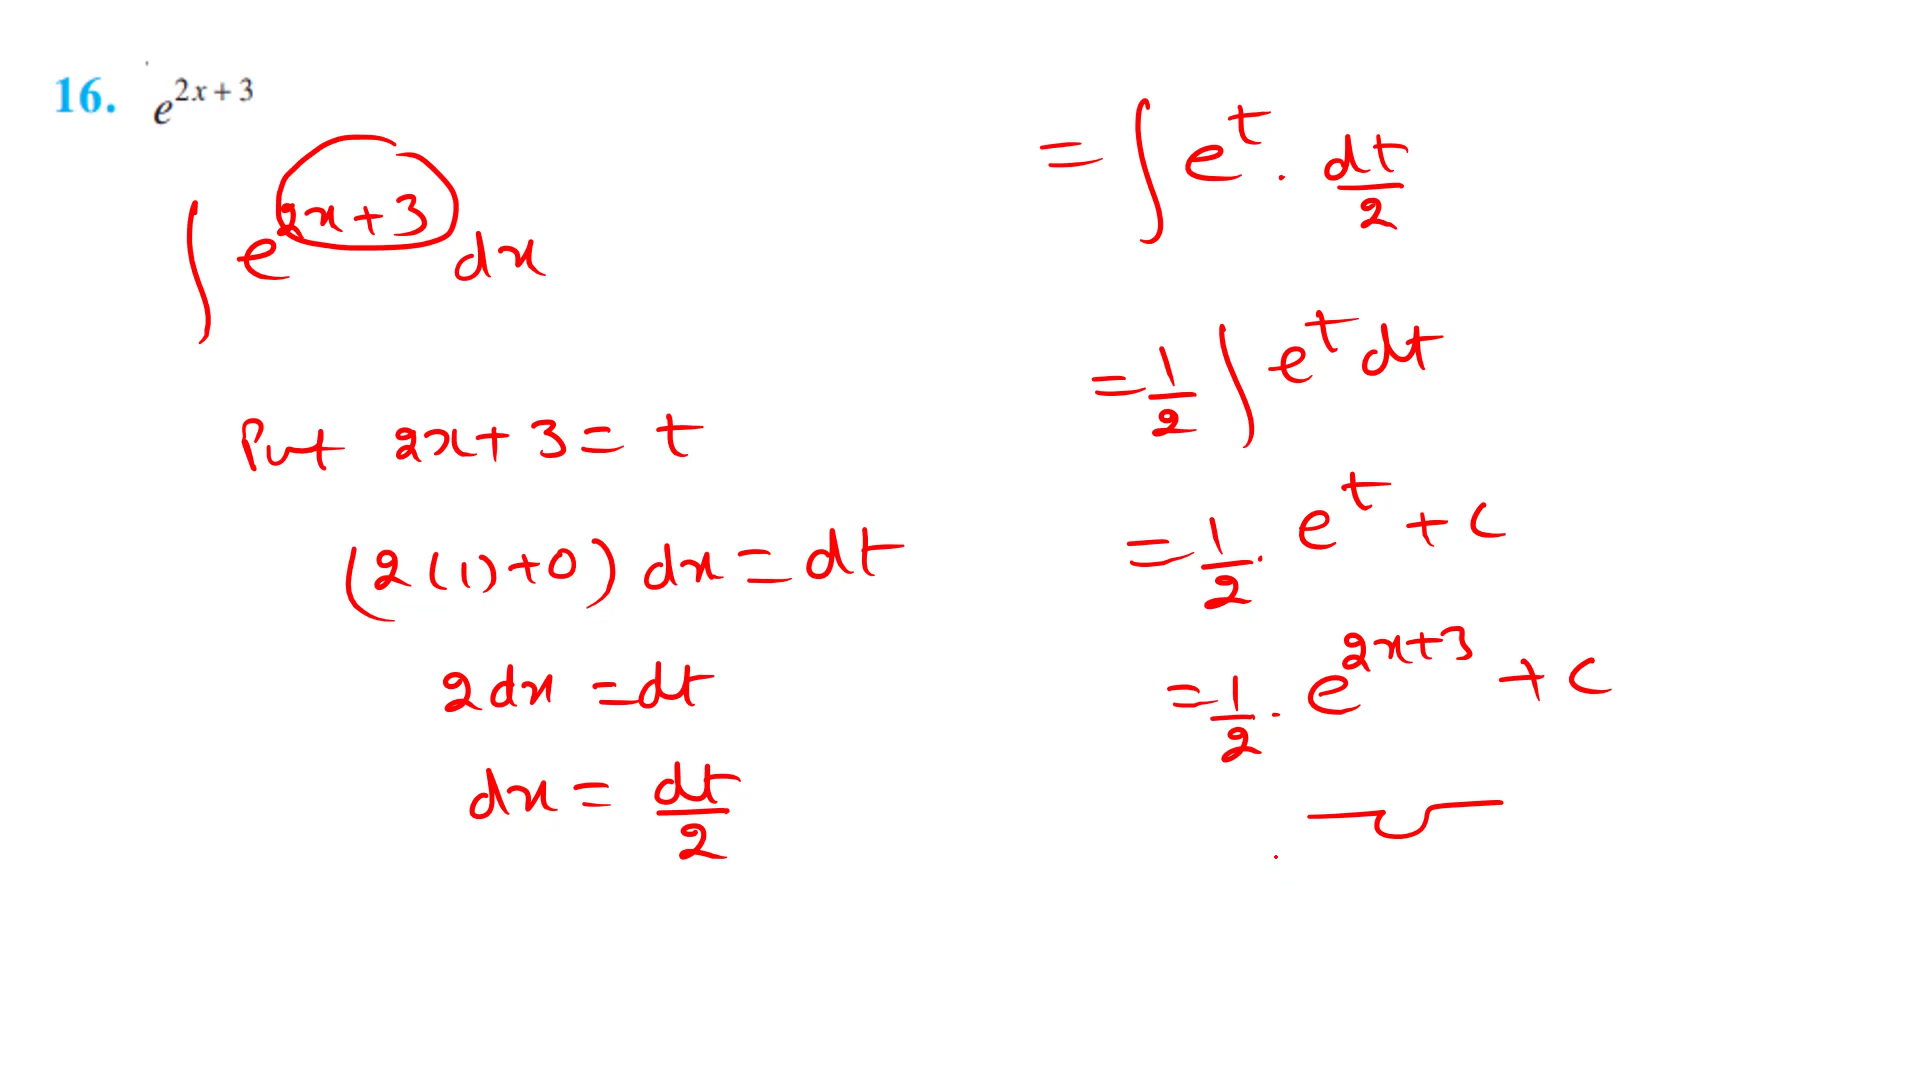 16. e^{2x+3}
∫ e^{2x+3} dx
Put 2x+3 = t
(2(1)+0) dx = dt
2dx = dt
dx = dt/2
= ∫ e^t . dt/2
= 1/2 ∫ e^t dt
= 1/2 . e^t + c
= 1/2 . e^{2x+3} + c